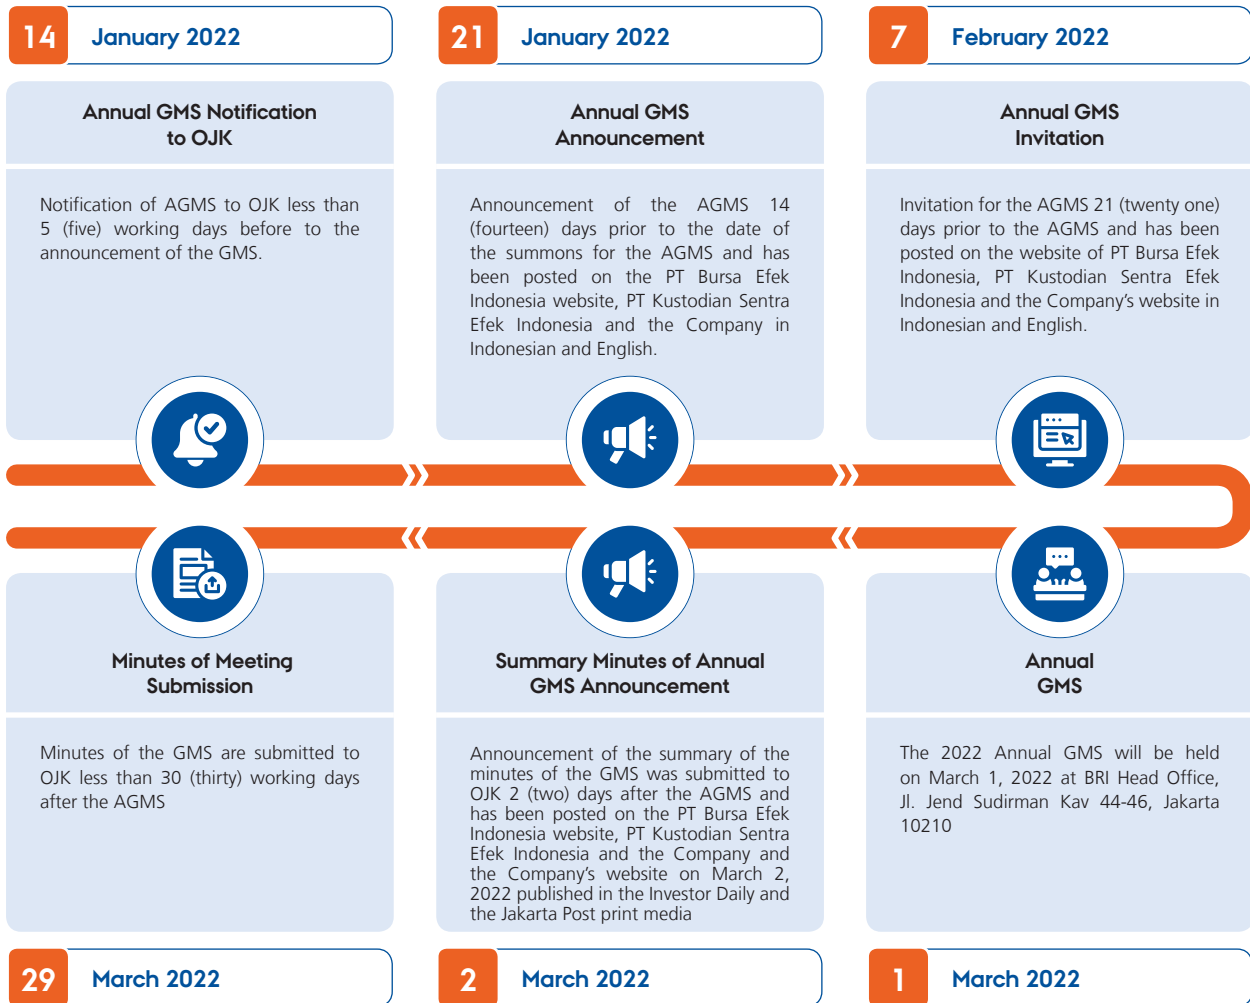 14 January 2022
Annual GMS Notification
to OJK
Notification of AGMS to OJK less than
5 (five) working days before to the
announcement of the GMS.
21 January 2022
Annual GMS
Announcement
Announcement of the AGMS 14
(fourteen) days prior to the date of
the summons for the AGMS and has
been posted on the PT Bursa Efek
Indonesia website, PT Kustodian Sentra
Efek Indonesia and the Company in
Indonesian and English.
7 February 2022
Annual GMS
Invitation
Invitation for the AGMS 21 (twenty one)
days prior to the AGMS and has been
posted on the website of PT Bursa Efek
Indonesia, PT Kustodian Sentra Efek
Indonesia and the Company's website in
Indonesian and English.
Annual
GMS
The 2022 Annual GMS will be held
on March 1, 2022 at BRI Head Office,
Jl. Jend Sudirman Kav 44-46, Jakarta
10210
1 March 2022
Summary Minutes of Annual
GMS Announcement
Announcement of the summary of the
minutes of the GMS was submitted to
OJK 2 (two) days after the AGMS and
has been posted on the PT Bursa Efek
Indonesia website, PT Kustodian Sentra
Efek Indonesia and the Company and
the Company's website on March 2,
2022 published in the Investor Daily and
the Jakarta Post print media
2 March 2022
Minutes of Meeting
Submission
Minutes of the GMS are submitted to
OJK less than 30 (thirty) working days
after the AGMS
29 March 2022